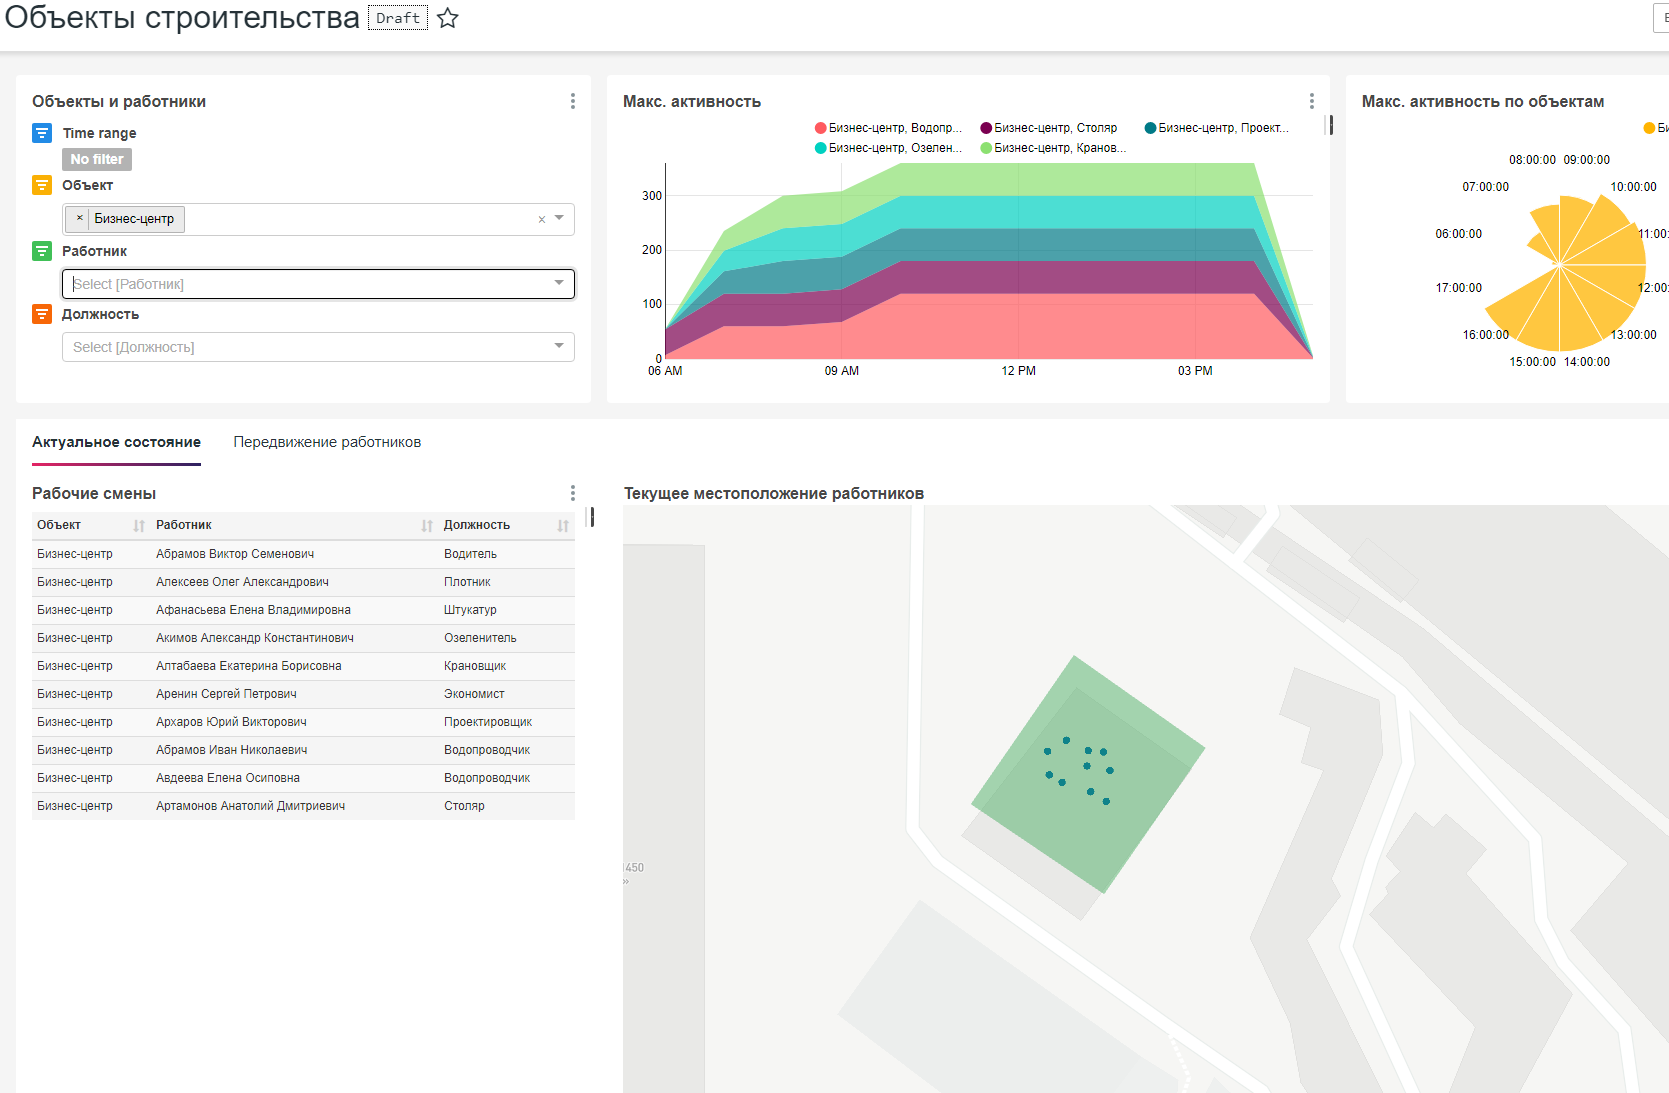 Объекты строительства Draft
Объекты и работники
Time range
No filter
Объект
× Бизнес-центр ×
Работник
Select [Работник]
Должность
Select [Должность]
Макс. активность
Бизнес-центр, Водопр... Бизнес-центр, Столяр Бизнес-центр, Проект...
Бизнес-центр, Озелен... Бизнес-центр, Кранов...
300
200
100
0
06 AM 09 AM 12 PM 03 PM
Макс. активность по объектам
08:00:00 09:00:00
07:00:00 10:00:00
06:00:00 11:00:
17:00:00 12:00:
16:00:00 13:00:00
15:00:00 14:00:00
Актуальное состояние Передвижение работников
Рабочие смены
Объект Работник Должность
Бизнес-центр Абрамов Виктор Семенович Водитель
Бизнес-центр Алексеев Олег Александрович Плотник
Бизнес-центр Афанасьева Елена Владимировна Штукатур
Бизнес-центр Акимов Александр Константинович Озеленитель
Бизнес-центр Алтабаева Екатерина Борисовна Крановщик
Бизнес-центр Аренин Сергей Петрович Экономист
Бизнес-центр Архаров Юрий Викторович Проектировщик
Бизнес-центр Абрамов Иван Николаевич Водопроводчик
Бизнес-центр Авдеева Елена Осиповна Водопроводчик
Бизнес-центр Артамонов Анатолий Дмитриевич Столяр
Текущее местоположение работников
1450
»